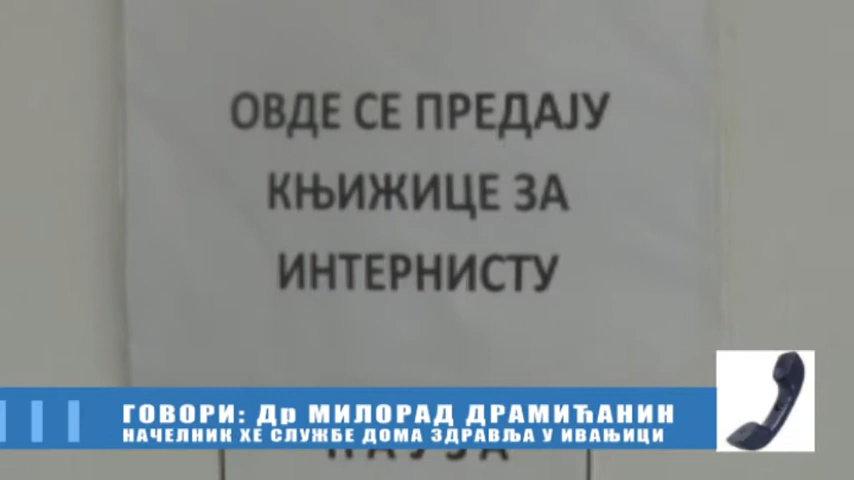 ОВДЕ СЕ ПРЕДАЈУ
КЊИЖИЦЕ ЗА
ИНТЕРНИСТУ
ГОВОРИ: Др МИЛОРАД ДРАМИЋАНИН
НАЧЕЛНИК ХЕ СЛУЖБЕ ДОМА ЗДРАВЉА У ИВАЊИЦИ